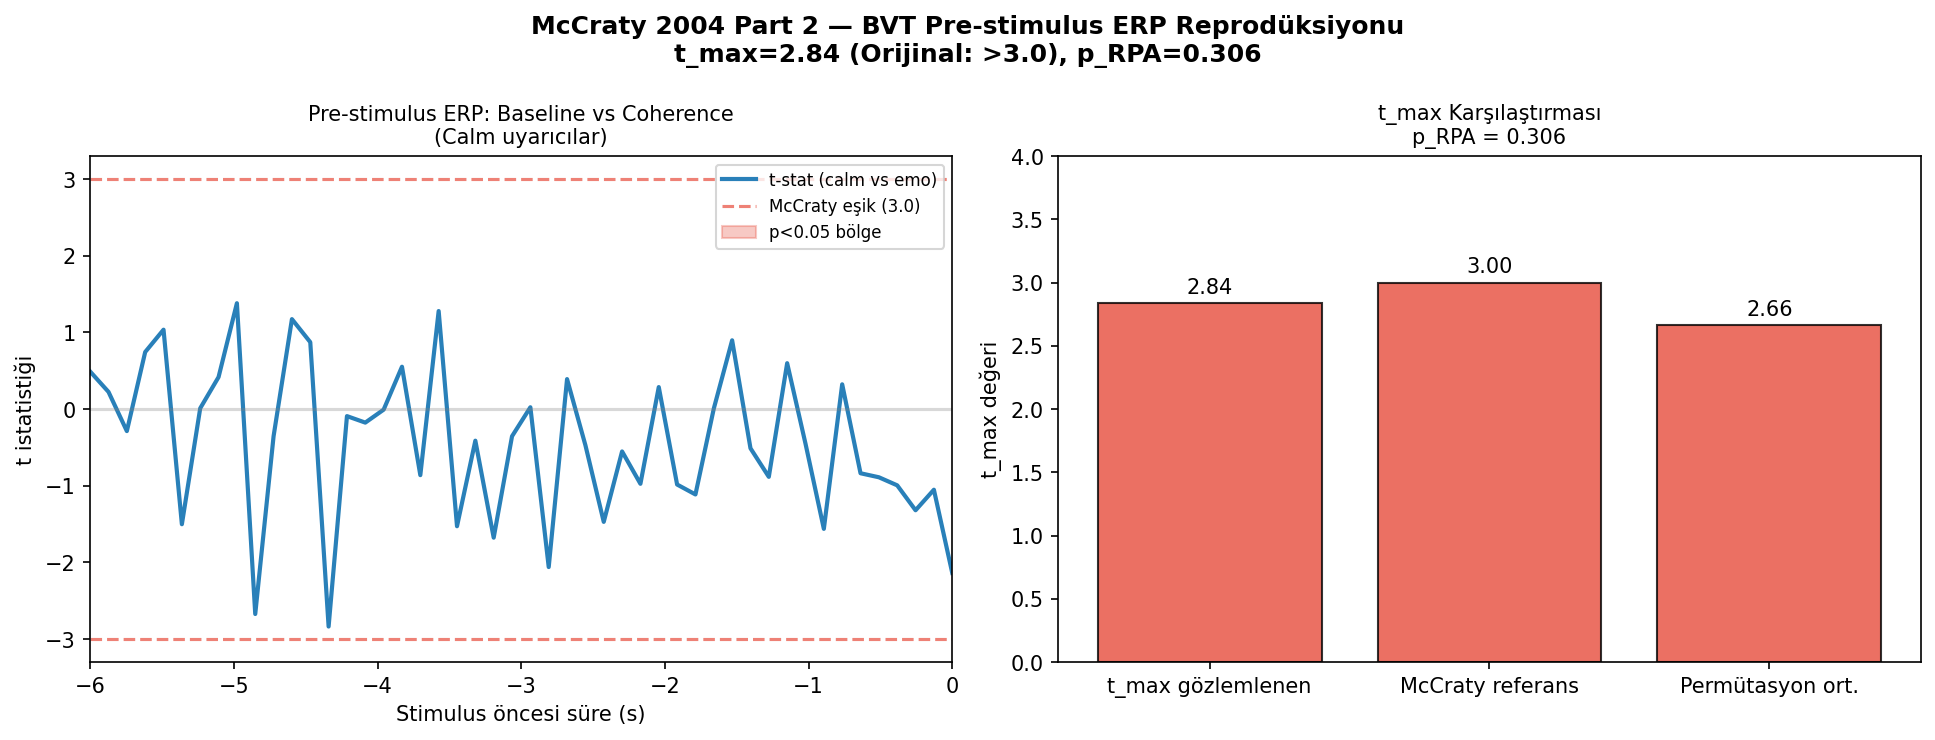 McCraty 2004 Part 2 — BVT Pre-stimulus ERP Reprodüksiyonu
t_max=2.84 (Orijinal: >3.0), p_RPA=0.306
Pre-stimulus ERP: Baseline vs Coherence
(Calm uyarıcılar)
t-stat (calm vs emo)
McCraty eşik (3.0)
p<0.05 bölge
3
2
1
0
−1
−2
−3
t istatistiği
−6
−5
−4
−3
−2
−1
0
Stimulus öncesi süre (s)
t_max Karşılaştırması
p_RPA = 0.306
4.0
3.5
3.0
2.5
2.0
1.5
1.0
0.5
0.0
t_max değeri
2.84
3.00
2.66
t_max gözlemlenen
McCraty referans
Permütasyon ort.